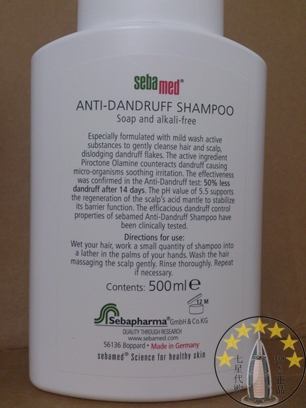 sebamed®
ANTI-DANDRUFF SHAMPOO
Soap and alkali-free
Especially formulated with mild wash active
substances to gently cleanse hair and scalp,
dislodging dandruff flakes. The active ingredient
Piroctone Olamine counteracts dandruff causing
micro-organisms soothing irritation. The effectiveness
was confirmed in the Anti-Dandruff test: 50% less
dandruff after 14 days. The pH value of 5.5 supports
the regeneration of the scalp's acid mantle to stabilize
its barrier function. The efficacious dandruff control
properties of sebamed Anti-Dandruff Shampoo have
been clinically tested.
Directions for use:
Wet your hair, work a small quantity of shampoo into
a lather in the palms of your hands. Wash the hair
massaging the scalp gently. Rinse thoroughly. Repeat
if necessary.
Contents: 500ml e
12 M
Sebapharma® GmbH & Co KG
QUALITY THROUGH RESEARCH
www.sebamed.com
56136 Boppard • Made in Germany
sebamed® Science for healthy skin
七星代